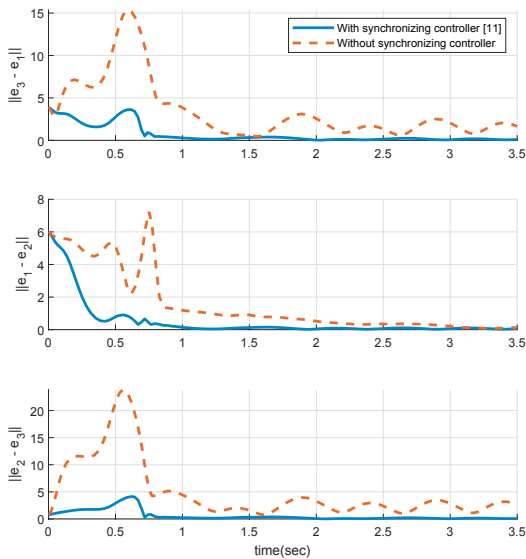 15
10
5
0
||e3 - e1||
With synchronizing controller [11]
Without synchronizing controller
0 0.5 1 1.5 2 2.5 3 3.5
8
6
4
2
0
||e1 - e2||
0 0.5 1 1.5 2 2.5 3 3.5
20
15
10
5
0
||e2 - e3||
0 0.5 1 1.5 2 2.5 3 3.5
time(sec)